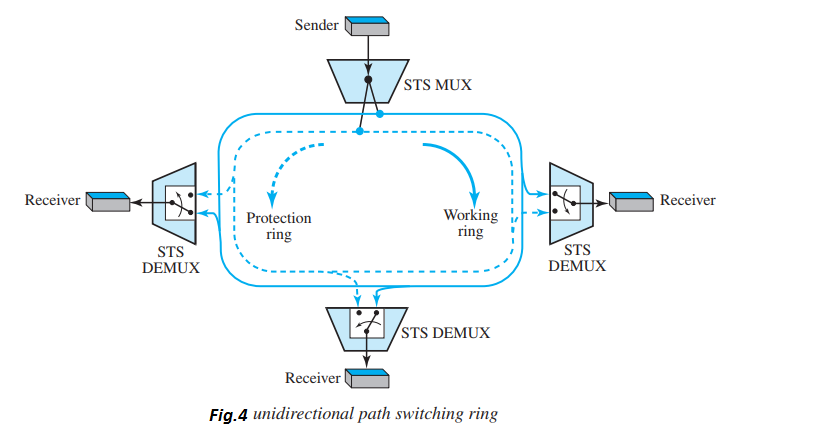 Sender
STS MUX
Receiver
Receiver
Protection
ring
Working
ring
STS
DEMUX
STS
DEMUX
STS DEMUX
Receiver
Fig.4 unidirectional path switching ring